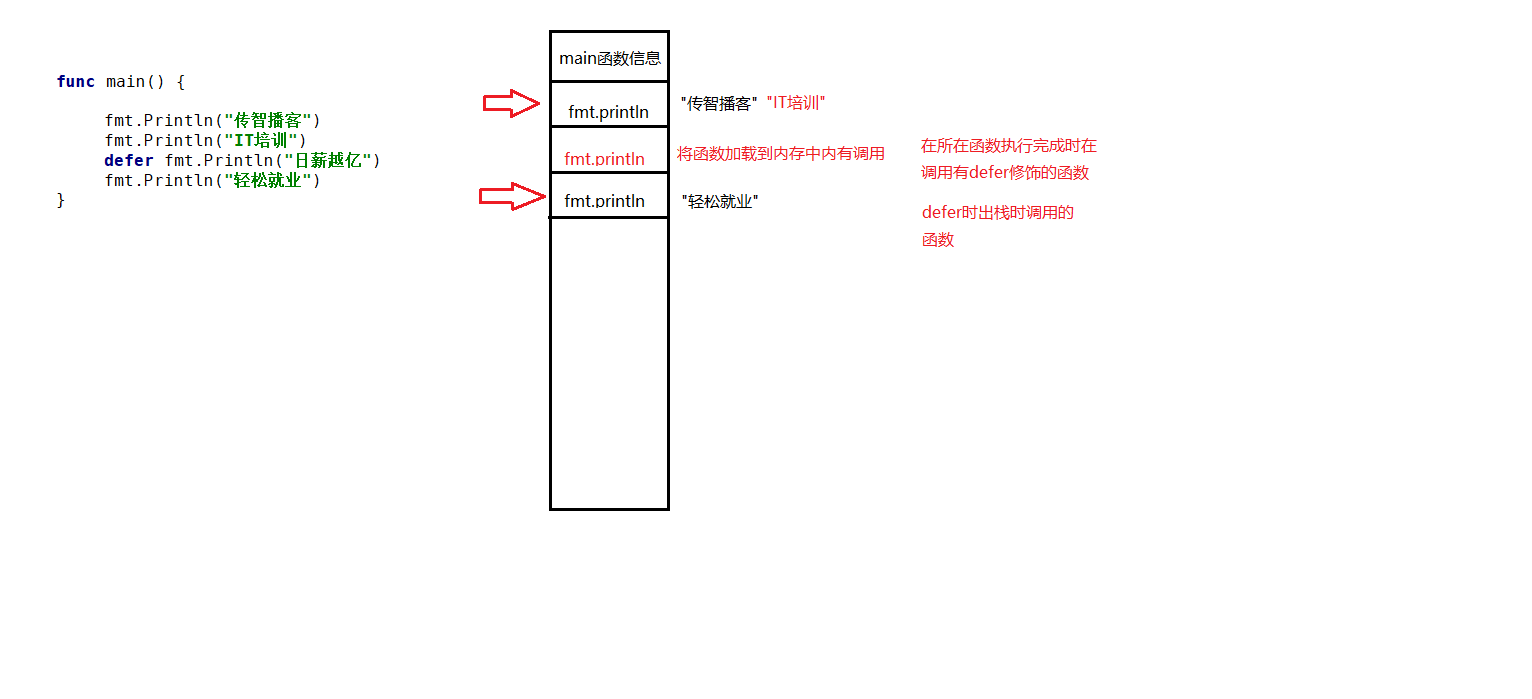 func main() {
fmt.Println("传智播客")
fmt.Println("IT培训")
defer fmt.Println("日薪越亿")
fmt.Println("轻松就业")
}
main函数信息
fmt.println
"传智播客" "IT培训"
fmt.println
将函数加载到内存中内有调用
fmt.println
"轻松就业"
在所在函数执行完成时在
调用有defer修饰的函数
defer时出栈时调用的
函数